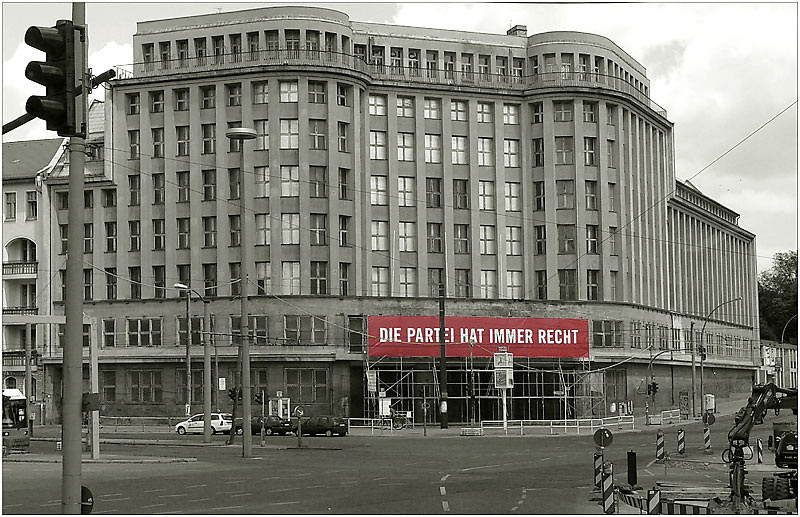 DIE PARTEI HAT IMMER RECHT